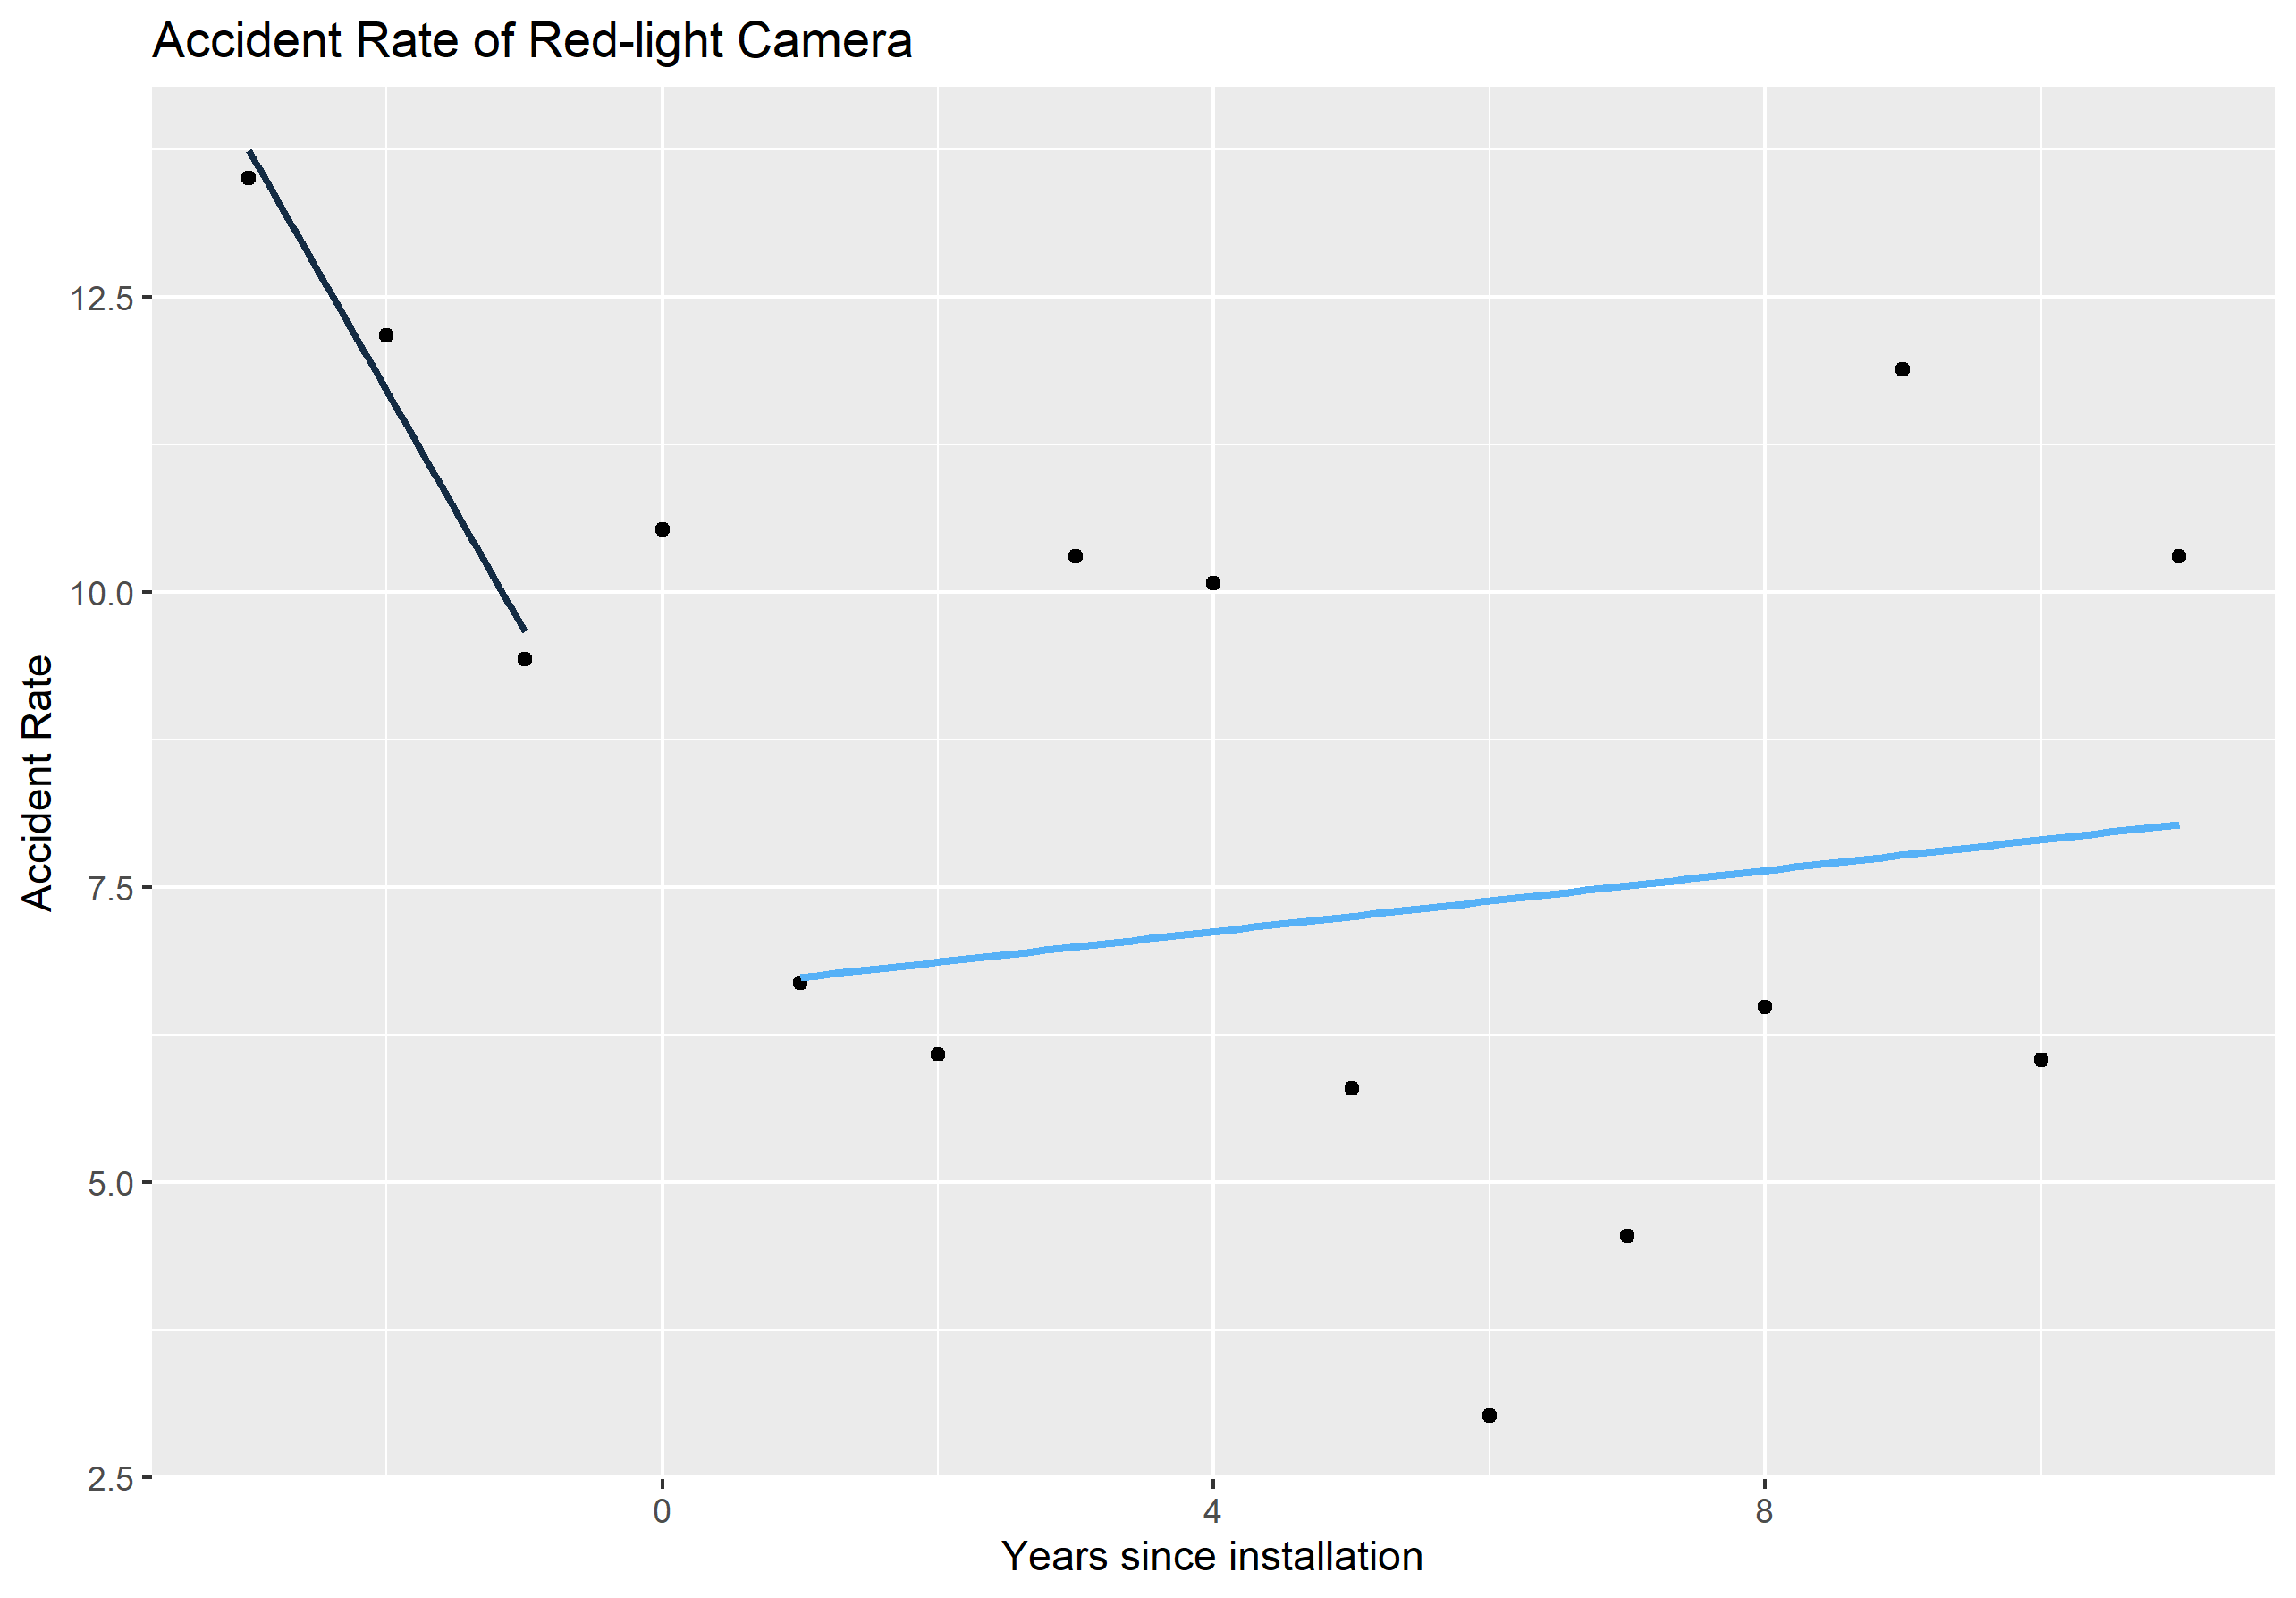 Accident Rate of Red-light Camera
Accident Rate
12.5
10.0
7.5
5.0
2.5
0 4 8
Years since installation